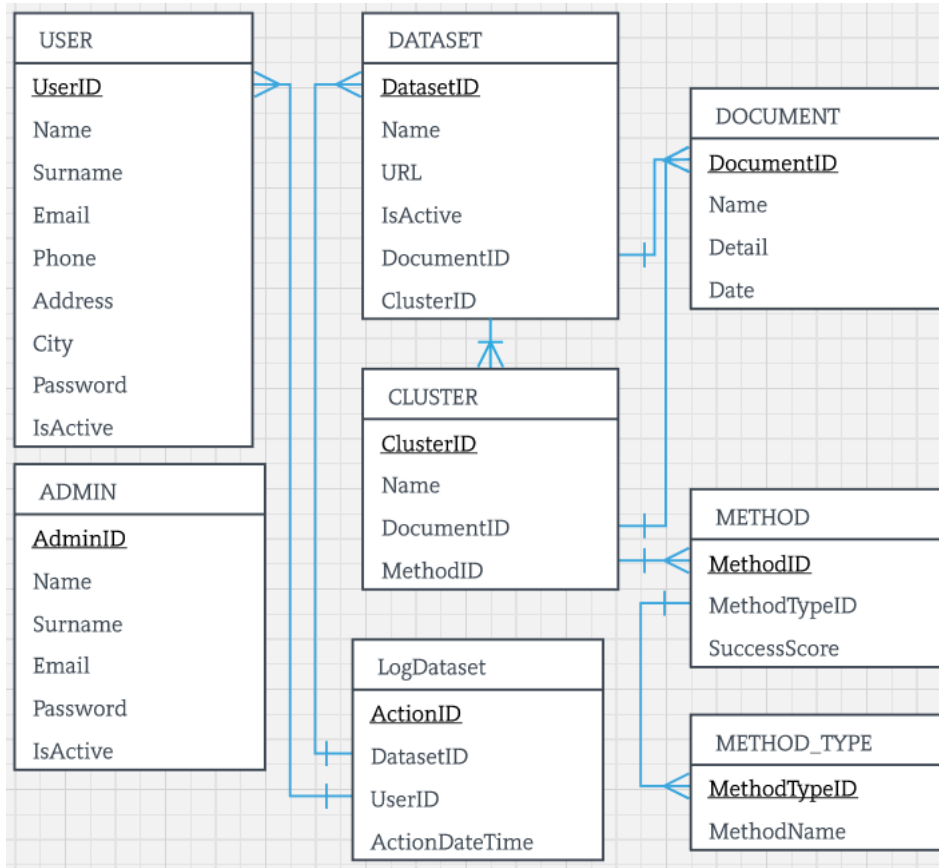 USER
UserID
Name
Surname
Email
Phone
Address
City
Password
IsActive
ADMIN
AdminID
Name
Surname
Email
Password
IsActive
DATASET
DatasetID
Name
URL
IsActive
DocumentID
ClusterID
CLUSTER
ClusterID
Name
DocumentID
MethodID
LogDataset
ActionID
DatasetID
UserID
ActionDateTime
DOCUMENT
DocumentID
Name
Detail
Date
METHOD
MethodID
MethodTypeID
SuccessScore
METHOD_TYPE
MethodTypeID
MethodName